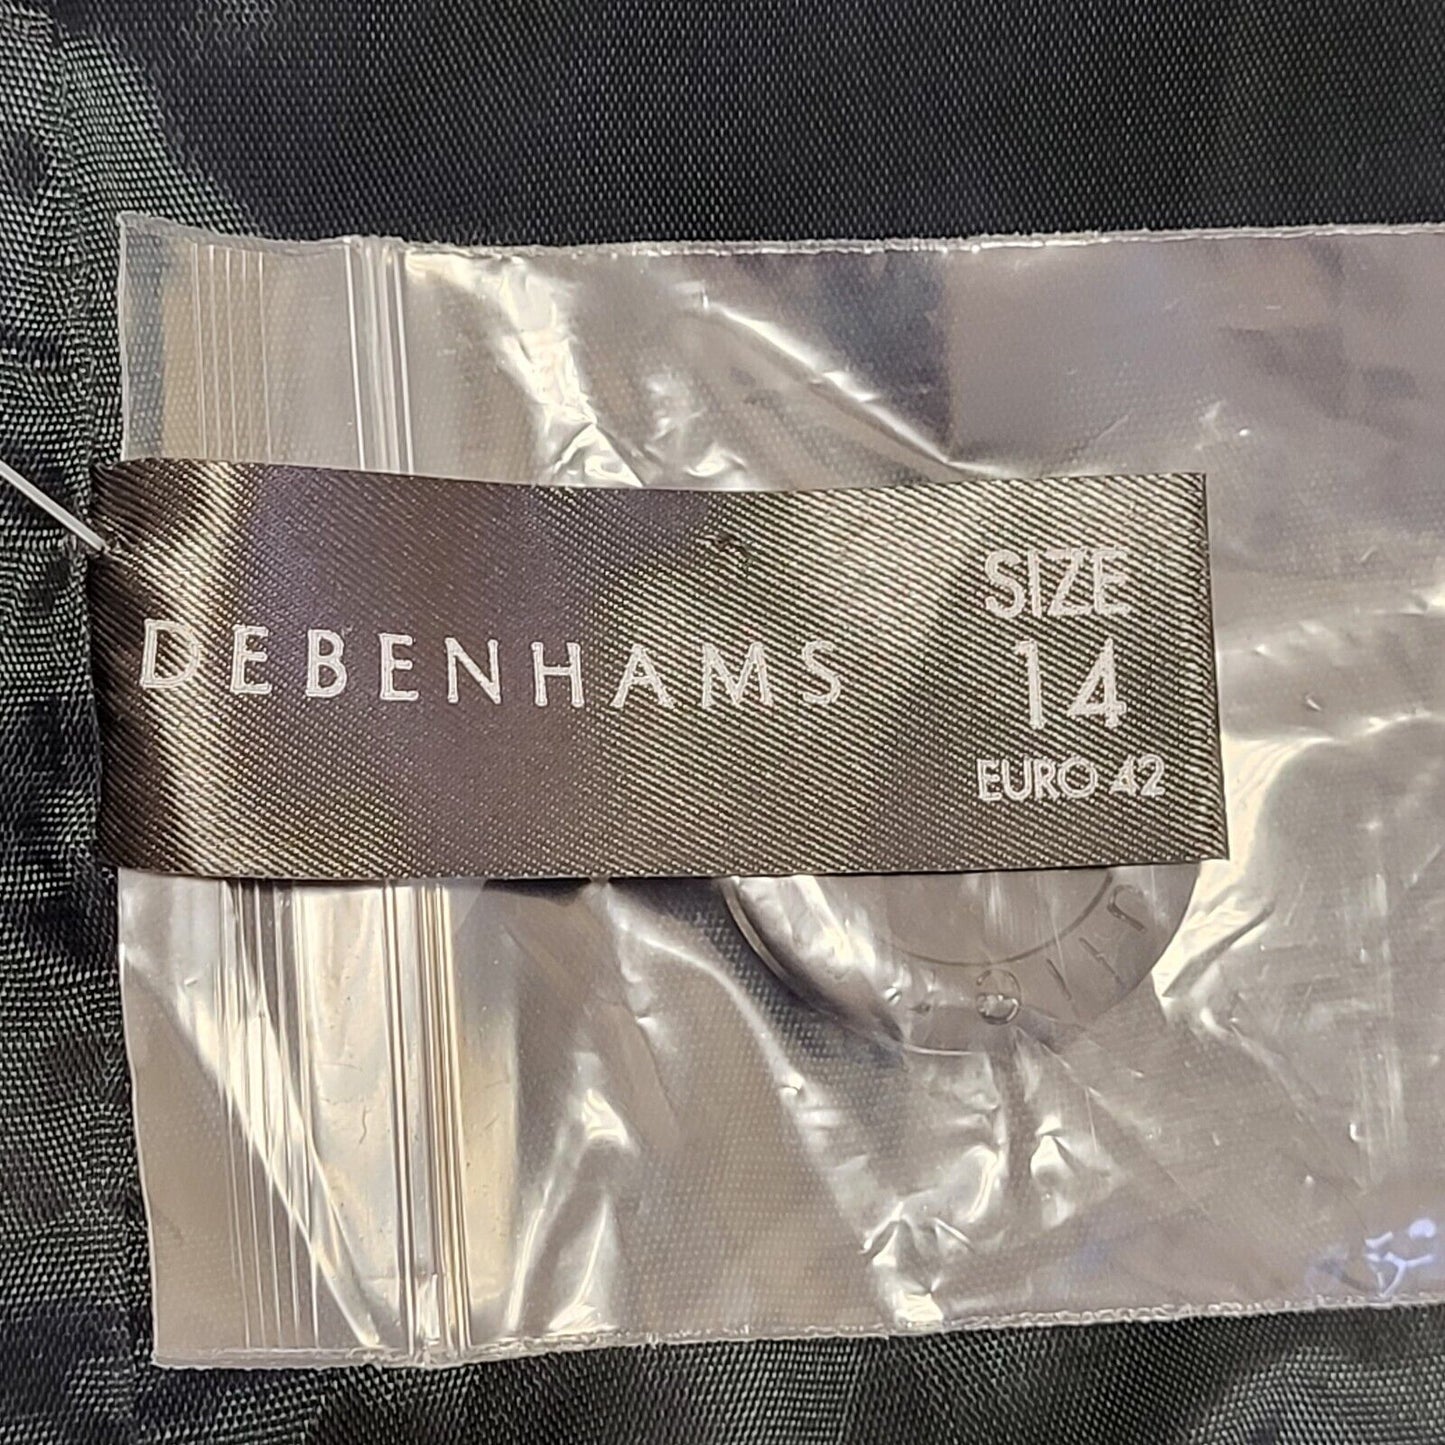 DEBENHAMS
SIZE
14
EURO 42